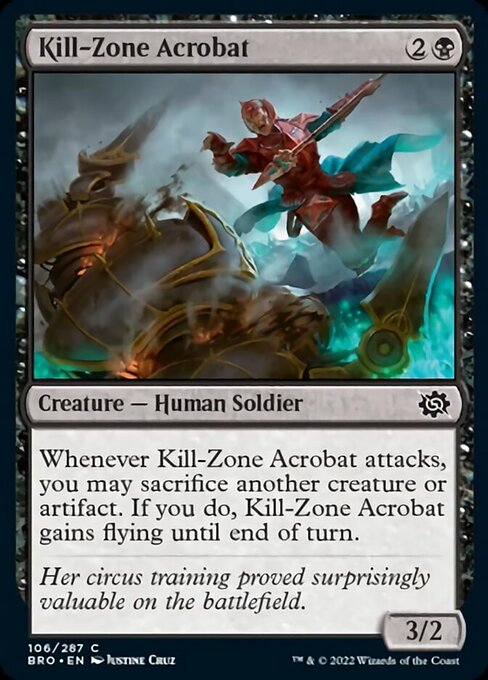 Kill-Zone Acrobat 2
Creature — Human Soldier
Whenever Kill-Zone Acrobat attacks,
you may sacrifice another creature or
artifact. If you do, Kill-Zone Acrobat
gains flying until end of turn.
Her circus training proved surprisingly
valuable on the battlefield.
3/2
106/287 C
BRO • EN Justine Cruz
™ & © 2022 Wizards of the Coast